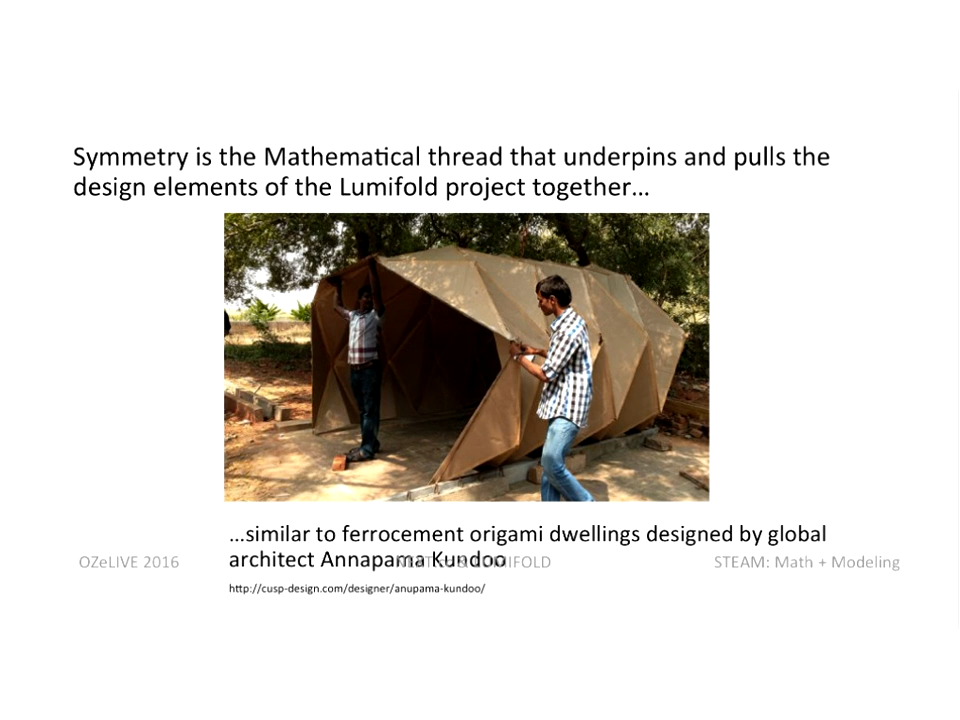 Symmetry is the Mathematical thread that underpins and pulls the
design elements of the Lumifold project together...
...similar to ferrocement origami dwellings designed by global
architect Annapama Kundoo
OZeLIVE 2016
LUMIFOLD
STEAM: Math + Modeling
http://cusp-design.com/designer/anupama-kundoo/